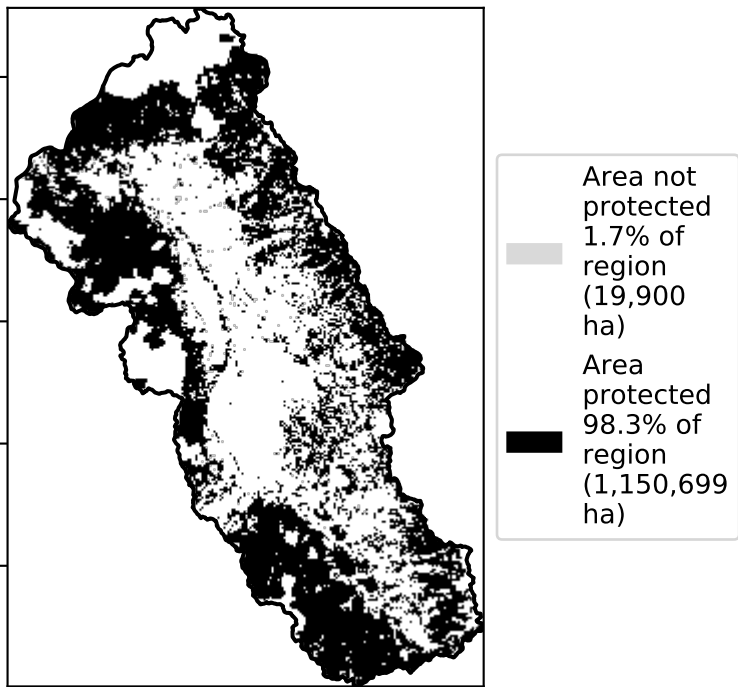 Area not
protected
1.7% of
region
(19,900
ha)
Area
protected
98.3% of
region
(1,150,699
ha)